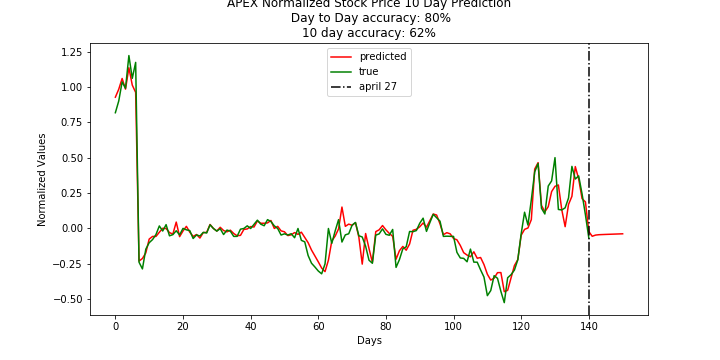 APEX Normalized Stock Price 10 Day Prediction
Day to Day accuracy: 80%
10 day accuracy: 62%
predicted
true
april 27
Normalized Values
1.25
1.00
0.75
0.50
0.25
0.00
−0.25
−0.50
0 20 40 60 80 100 120 140
Days